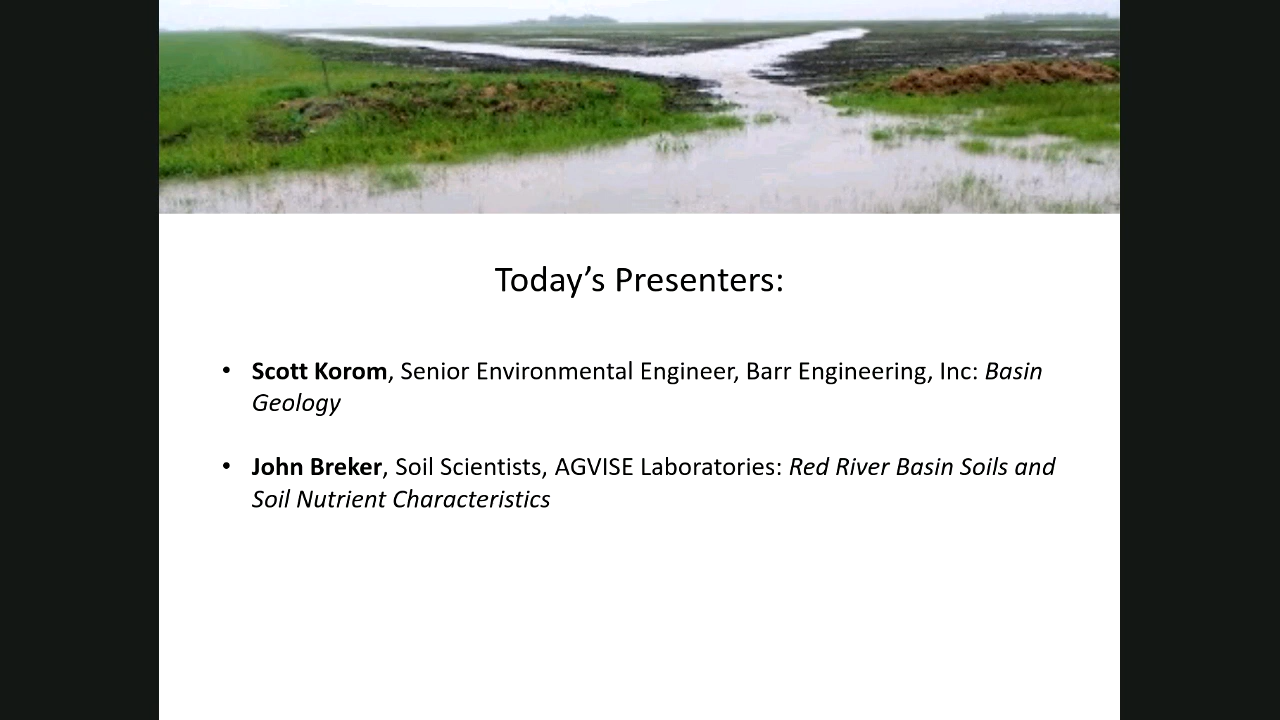 Today’s Presenters:
• Scott Korom, Senior Environmental Engineer, Barr Engineering, Inc: Basin
Geology
• John Breker, Soil Scientists, AGVISE Laboratories: Red River Basin Soils and
Soil Nutrient Characteristics